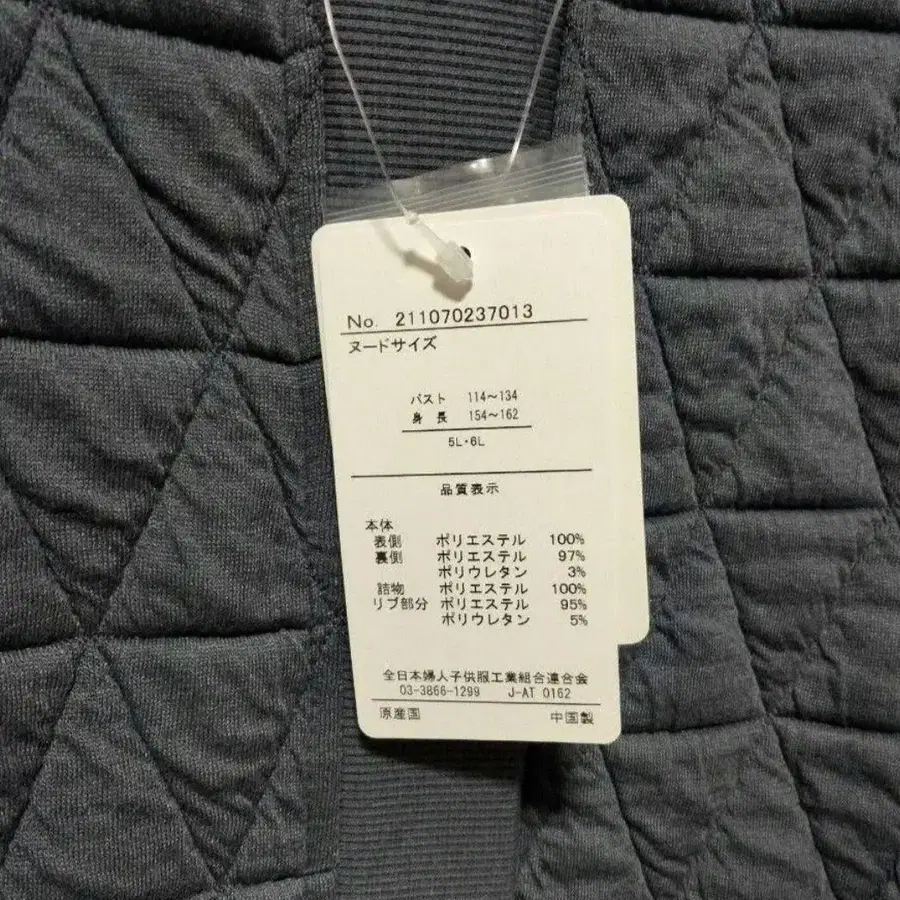 No. 211070237013
ヌードサイズ
バスト 114～134
身長 154～162
5L・6L
品質表示
本体
表側 ポリエステル 100%
裏側 ポリエステル 97%
ポリウレタン 3%
詰物 ポリエステル 100%
リブ部分 ポリエステル 95%
ポリウレタン 5%
全日本婦人子供服工業組合連合会
03-3866-1299 J-AT 0162
原産国 中国製